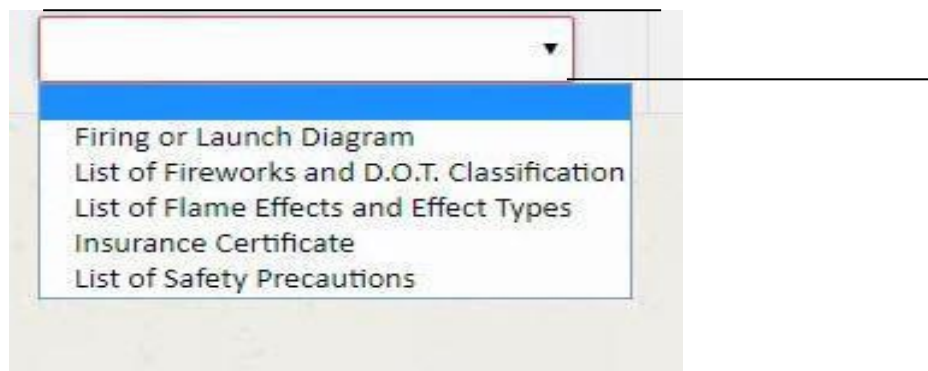 Firing or Launch Diagram
List of Fireworks and D.O.T. Classification
List of Flame Effects and Effect Types
Insurance Certificate
List of Safety Precautions